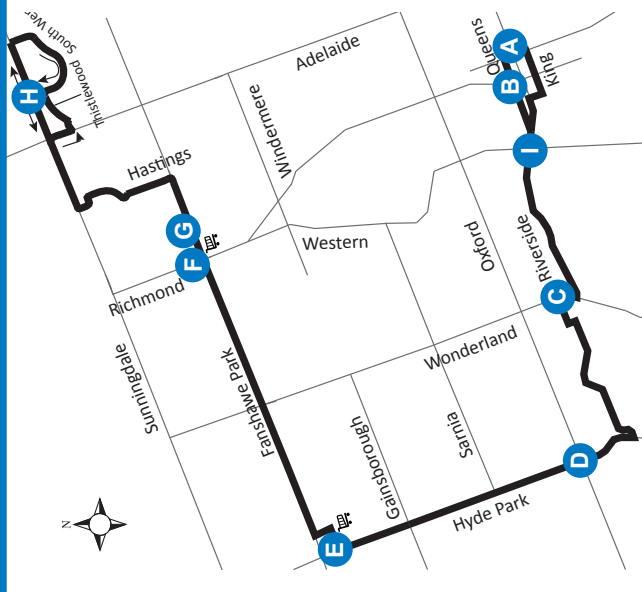 South Wen
H
Thistlewood
Adelaide
Queens
A
B
King
Windermere
Hastings
I
G
Western
F
Richmond
Oxford
Riverside
C
Wonderland
Sunningdale
Fanshawe Park
Gainsborough
Sarnia
D
Hyde Park
E
N